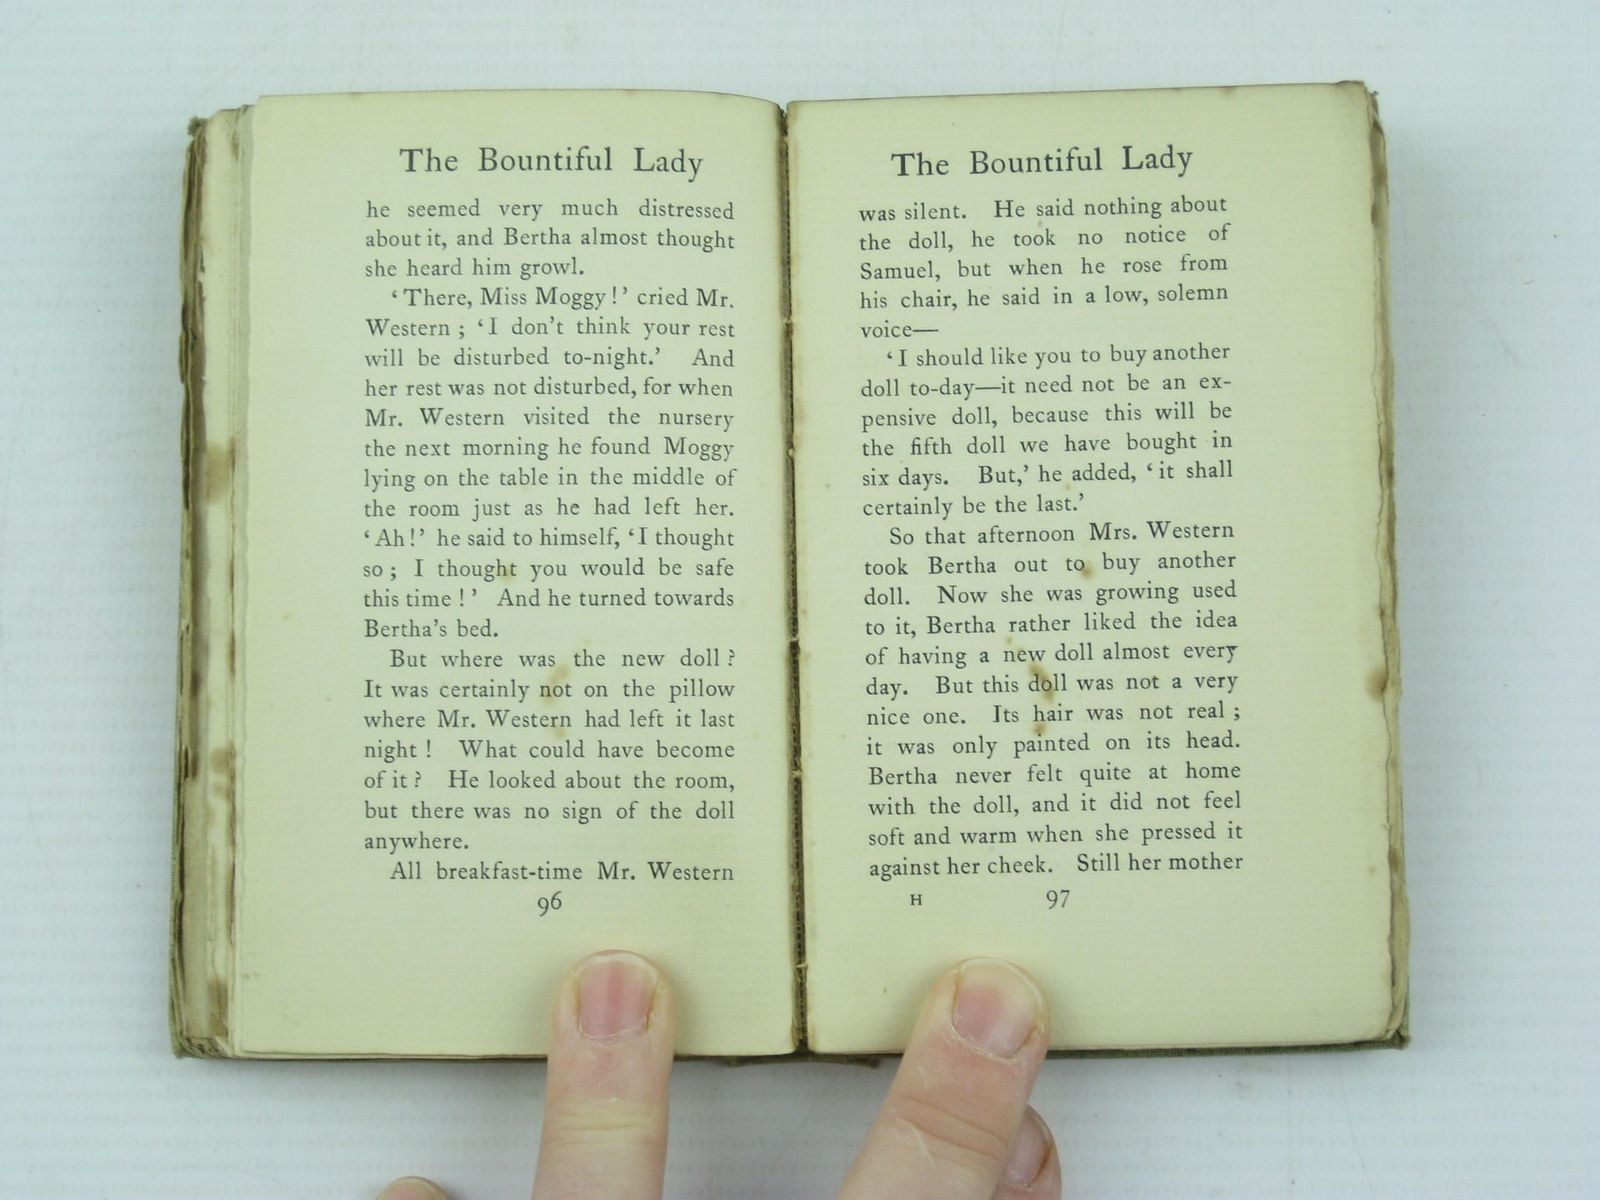 The Bountiful Lady
he seemed very much distressed
about it, and Bertha almost thought
she heard him growl.
‘There, Miss Moggy!’ cried Mr.
Western; ‘I don’t think your rest
will be disturbed to-night.’ And
her rest was not disturbed, for when
Mr. Western visited the nursery
the next morning he found Moggy
lying on the table in the middle of
the room just as he had left her.
‘Ah!’ he said to himself, ‘I thought
so; I thought you would be safe
this time!’ And he turned towards
Bertha’s bed.
But where was the new doll?
It was certainly not on the pillow
where Mr. Western had left it last
night! What could have become
of it? He looked about the room,
but there was no sign of the doll
anywhere.
All breakfast-time Mr. Western
96
The Bountiful Lady
was silent. He said nothing about
the doll, he took no notice of
Samuel, but when he rose from
his chair, he said in a low, solemn
voice—
‘I should like you to buy another
doll to-day—it need not be an ex-
pensive doll, because this will be
the fifth doll we have bought in
six days. But,’ he added, ‘it shall
certainly be the last.’
So that afternoon Mrs. Western
took Bertha out to buy another
doll. Now she was growing used
to it, Bertha rather liked the idea
of having a new doll almost every
day. But this doll was not a very
nice one. Its hair was not real;
it was only painted on its head.
Bertha never felt quite at home
with the doll, and it did not feel
soft and warm when she pressed it
against her cheek. Still her mother
H 97